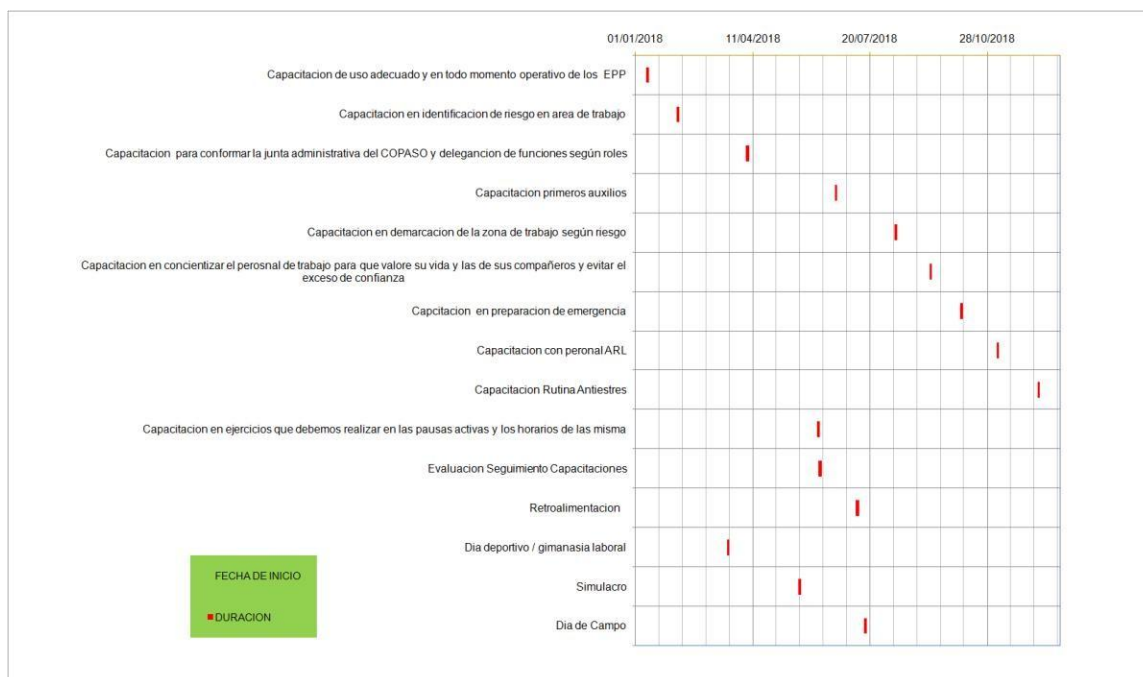 01/01/2018 11/04/2018 20/07/2018 28/10/2018
Capacitacion de uso adecuado y en todo momento operativo de los EPP
Capacitacion en identificacion de riesgo en area de trabajo
Capacitacion para conformar la junta administrativa del COPASO y delegancion de funciones según roles
Capacitacion primeros auxilios
Capacitacion en demarcacion de la zona de trabajo según riesgo
Capacitacion en concientizar el perosnal de trabajo para que valore su vida y las de sus compañeros y evitar el
exceso de confianza
Capcitacion en preparacion de emergencia
Capacitacion con peronal ARL
Capacitacion Rutina Antiestres
Capacitacion en ejercicios que debemos realizar en las pausas activas y los horarios de las misma
Evaluacion Seguimiento Capacitaciones
Retroalimentacion
Dia deportivo / gimanasia laboral
Simulacro
Dia de Campo
FECHA DE INICIO
DURACION